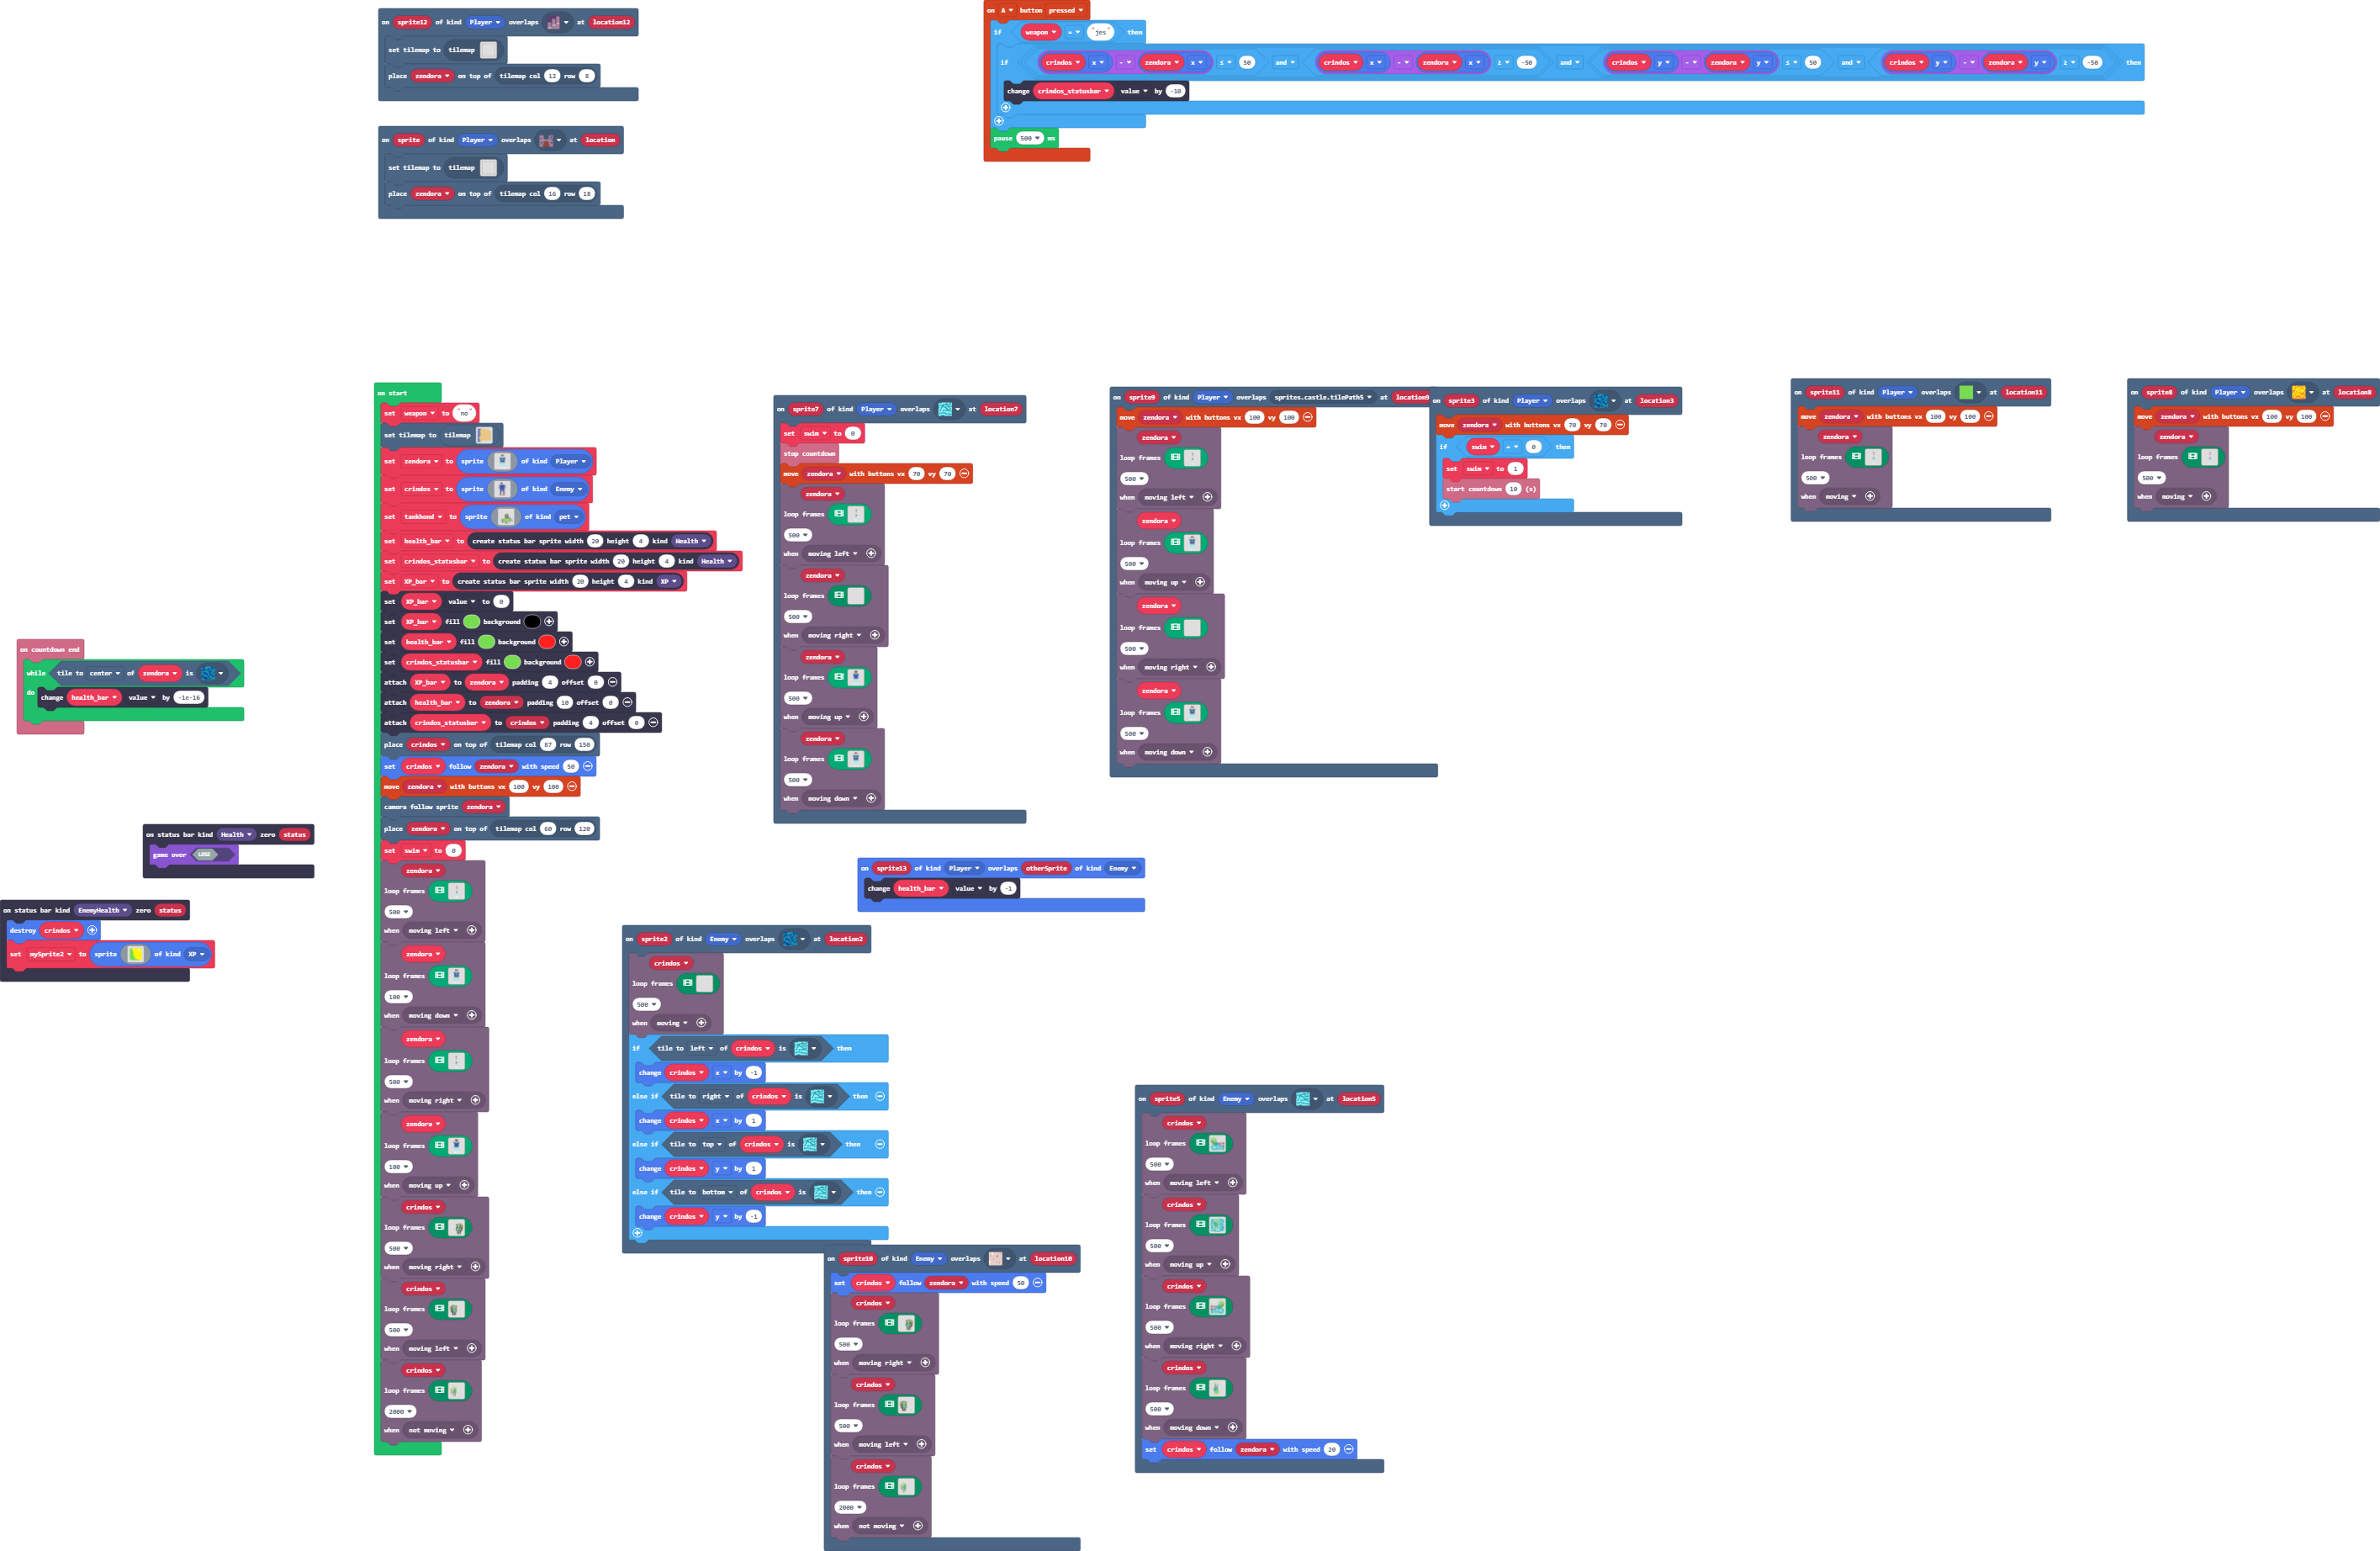 on sprite12 of kind Player overlaps at location12
set tilemap to tilemap
place zendora on top of tilemap col 12 row 8
on sprite of kind Player overlaps at location
set tilemap to tilemap
place zendora on top of tilemap col 16 row 18
on A button pressed
if weapon = "jes" then
if crindos x - zendora x ≤ 50 and crindos x - zendora x ≥ -50 and crindos y - zendora y ≤ 50 and crindos y - zendora y ≥ -50 then
change crindos_statusbar value by -10
pause 500 ms
on start
set weapon to "no"
set tilemap to tilemap
set zendora to sprite of kind Player
set crindos to sprite of kind Enemy
set tankhond to sprite of kind pet
set health_bar to create status bar sprite width 20 height 4 kind Health
set crindos_statusbar to create status bar sprite width 20 height 4 kind Health
set XP_bar to create status bar sprite width 20 height 4 kind XP
set XP_bar value to 0
set XP_bar fill background
set health_bar fill background
set crindos_statusbar fill background
attach XP_bar to zendora padding 4 offset 0
attach health_bar to zendora padding 10 offset 0
attach crindos_statusbar to crindos padding 4 offset 0
place crindos on top of tilemap col 87 row 150
set crindos follow zendora with speed 50
move zendora with buttons vx 100 vy 100
camera follow sprite zendora
place zendora on top of tilemap col 60 row 120
set swim to 0
zendora
loop frames
500
when moving left
zendora
loop frames
100
when moving down
zendora
loop frames
500
when moving right
zendora
loop frames
100
when moving up
crindos
loop frames
500
when moving right
crindos
loop frames
500
when moving left
crindos
loop frames
2000
when not moving
on countdown end
while tile to center of zendora is
do change health_bar value by -1e-16
on status bar kind Health zero status
game over LOSE
on status bar kind EnemyHealth zero status
destroy crindos
set mySprite2 to sprite of kind XP
on sprite7 of kind Player overlaps at location7
set swim to 0
stop countdown
move zendora with buttons vx 70 vy 70
zendora
loop frames
500
when moving left
zendora
loop frames
500
when moving right
zendora
loop frames
500
when moving up
zendora
loop frames
500
when moving down
on sprite9 of kind Player overlaps sprites.castle.tilePath5 at location9
move zendora with buttons vx 100 vy 100
zendora
loop frames
500
when moving left
zendora
loop frames
500
when moving up
zendora
loop frames
500
when moving right
zendora
loop frames
500
when moving down
on sprite3 of kind Player overlaps at location3
move zendora with buttons vx 70 vy 70
if swim = 0 then
set swim to 1
start countdown 10 (s)
on sprite11 of kind Player overlaps at location11
move zendora with buttons vx 100 vy 100
zendora
loop frames
500
when moving
on sprite8 of kind Player overlaps at location8
move zendora with buttons vx 100 vy 100
zendora
loop frames
500
when moving
on sprite13 of kind Player overlaps otherSprite of kind Enemy
change health_bar value by -1
on sprite2 of kind Enemy overlaps at location2
crindos
loop frames
500
when moving
if tile to left of crindos is then
change crindos x by -1
else if tile to right of crindos is then
change crindos x by 1
else if tile to top of crindos is then
change crindos y by 1
else if tile to bottom of crindos is then
change crindos y by -1
on sprite10 of kind Enemy overlaps at location10
set crindos follow zendora with speed 50
crindos
loop frames
500
when moving right
crindos
loop frames
500
when moving left
crindos
loop frames
2000
when not moving
on sprite5 of kind Enemy overlaps at location5
crindos
loop frames
500
when moving left
crindos
loop frames
500
when moving up
crindos
loop frames
500
when moving right
crindos
loop frames
500
when moving down
set crindos follow zendora with speed 20